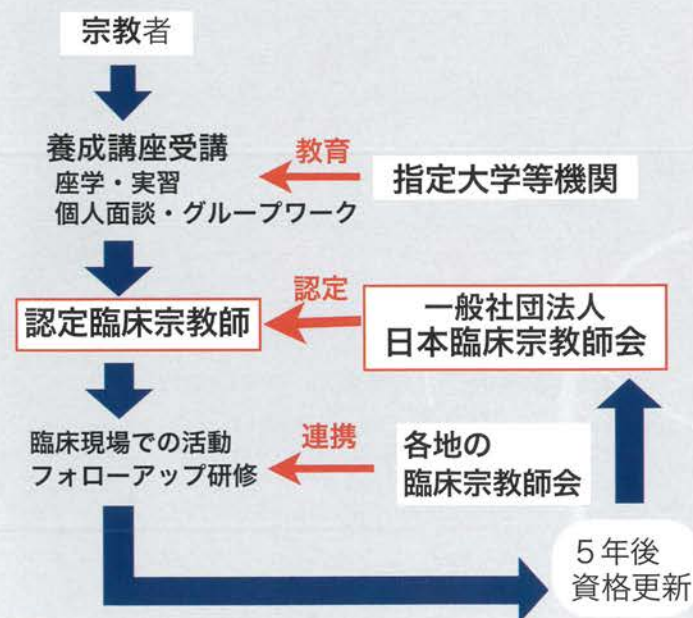 宗教者
養成講座受講
座学・実習
個人面談・グループワーク
教育
指定大学等機関
認定臨床宗教師
認定
一般社団法人
日本臨床宗教師会
臨床現場での活動
フォローアップ研修
連携
各地の
臨床宗教師会
5年後
資格更新